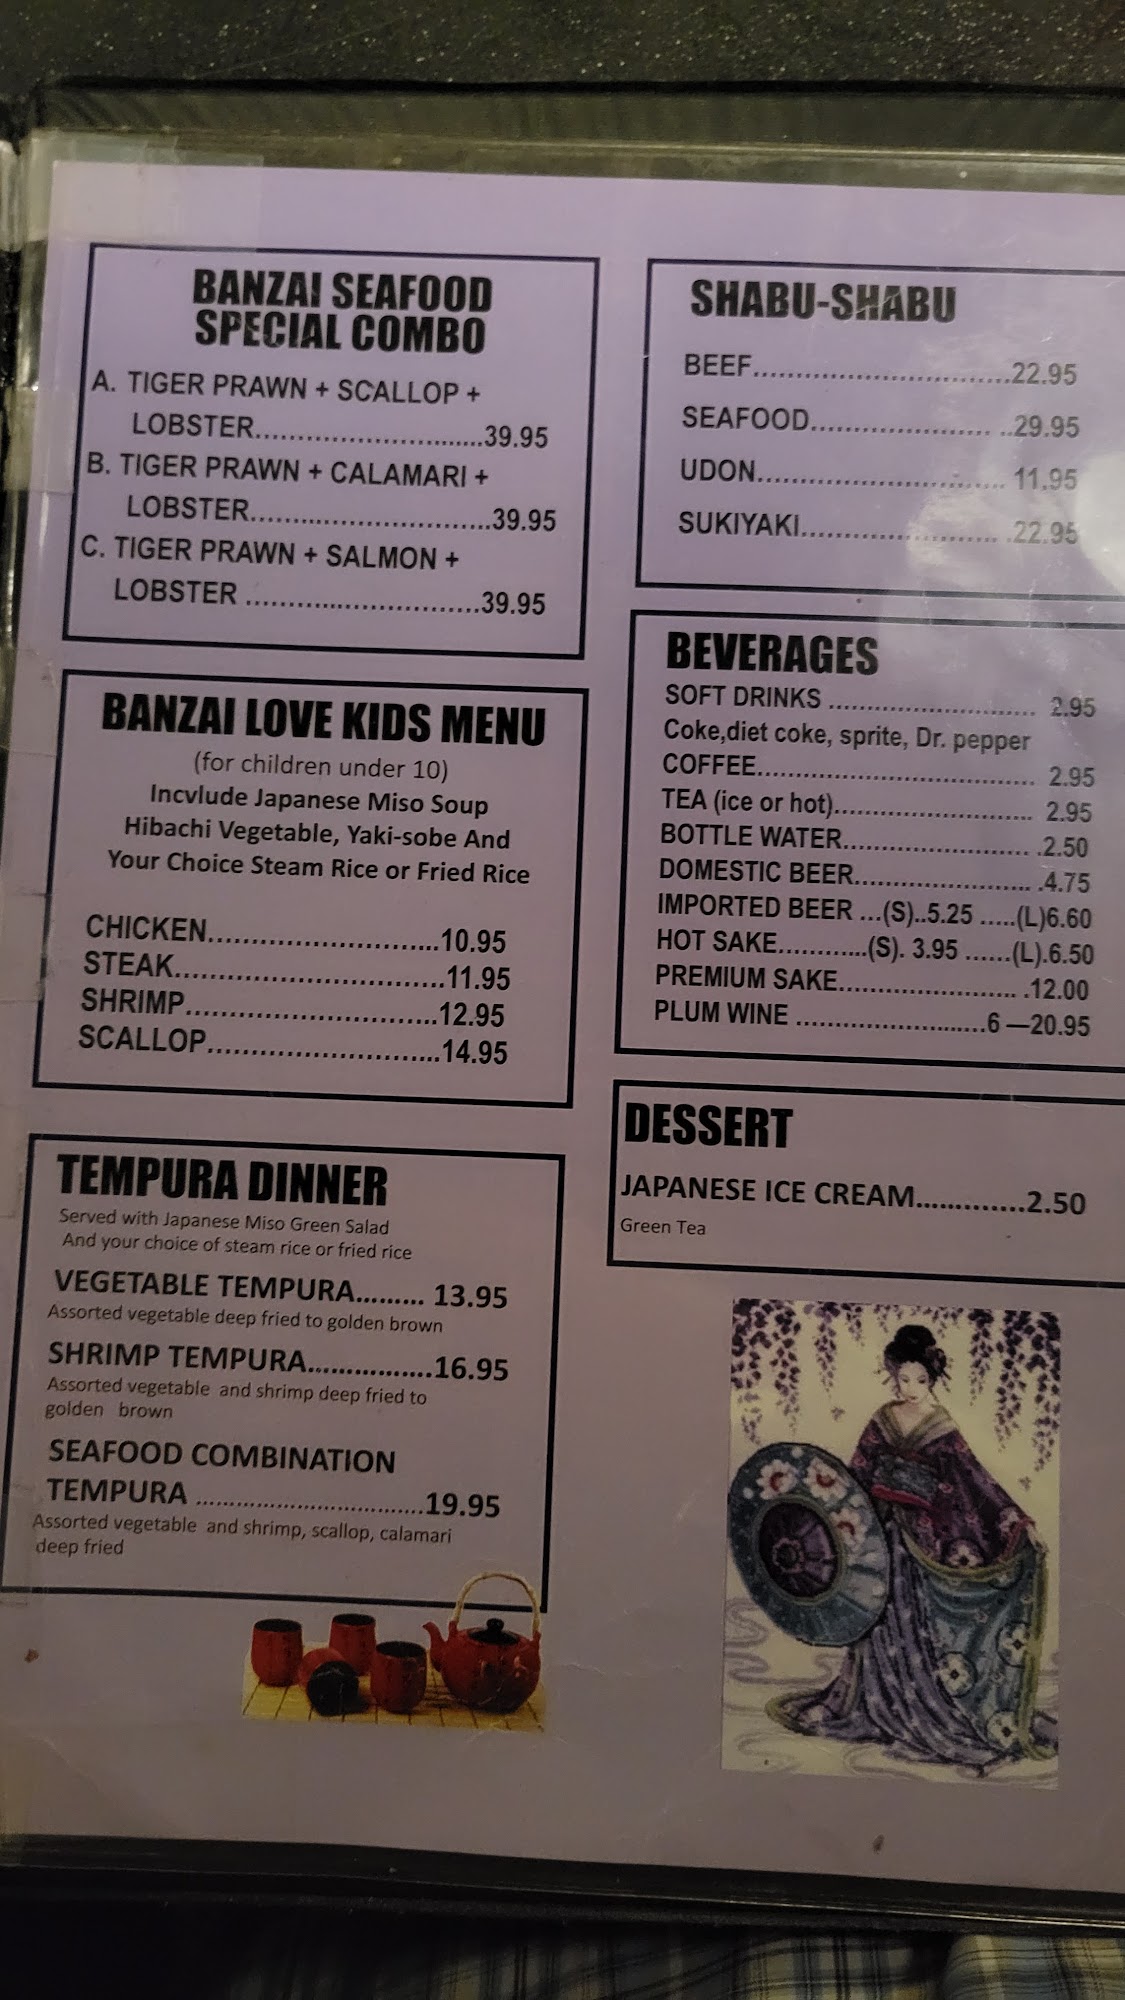 BANZAI SEAFOOD
SPECIAL COMBO
A. TIGER PRAWN + SCALLOP +
LOBSTER...........................39.95
B. TIGER PRAWN + CALAMARI +
LOBSTER.............................39.95
C. TIGER PRAWN + SALMON +
LOBSTER ............................39.95
BANZAI LOVE KIDS MENU
(for children under 10)
Incvlude Japanese Miso Soup
Hibachi Vegetable, Yaki-sobe And
Your Choice Steam Rice or Fried Rice
CHICKEN.........................10.95
STEAK.............................11.95
SHRIMP...........................12.95
SCALLOP.........................14.95
TEMPURA DINNER
Served with Japanese Miso Green Salad
And your choice of steam rice or fried rice
VEGETABLE TEMPURA......... 13.95
Assorted vegetable deep fried to golden brown
SHRIMP TEMPURA................16.95
Assorted vegetable and shrimp deep fried to
golden brown
SEAFOOD COMBINATION
TEMPURA .................................19.95
Assorted vegetable and shrimp, scallop, calamari
deep fried
SHABU-SHABU
BEEF..............................22.95
SEAFOOD..................... ..29.95
UDON............................. 11.95
SUKIYAKI....................... .22.95
BEVERAGES
SOFT DRINKS ........................... 2.95
Coke,diet coke, sprite, Dr. pepper
COFFEE.................................... 2.95
TEA (ice or hot).......................... 2.95
BOTTLE WATER........................ .2.50
DOMESTIC BEER....................... .4.75
IMPORTED BEER ...(S)..5.25 .....(L)6.60
HOT SAKE............(S). 3.95 ......(L).6.50
PREMIUM SAKE....................... .12.00
PLUM WINE .........................6 —20.95
DESSERT
JAPANESE ICE CREAM.............2.50
Green Tea